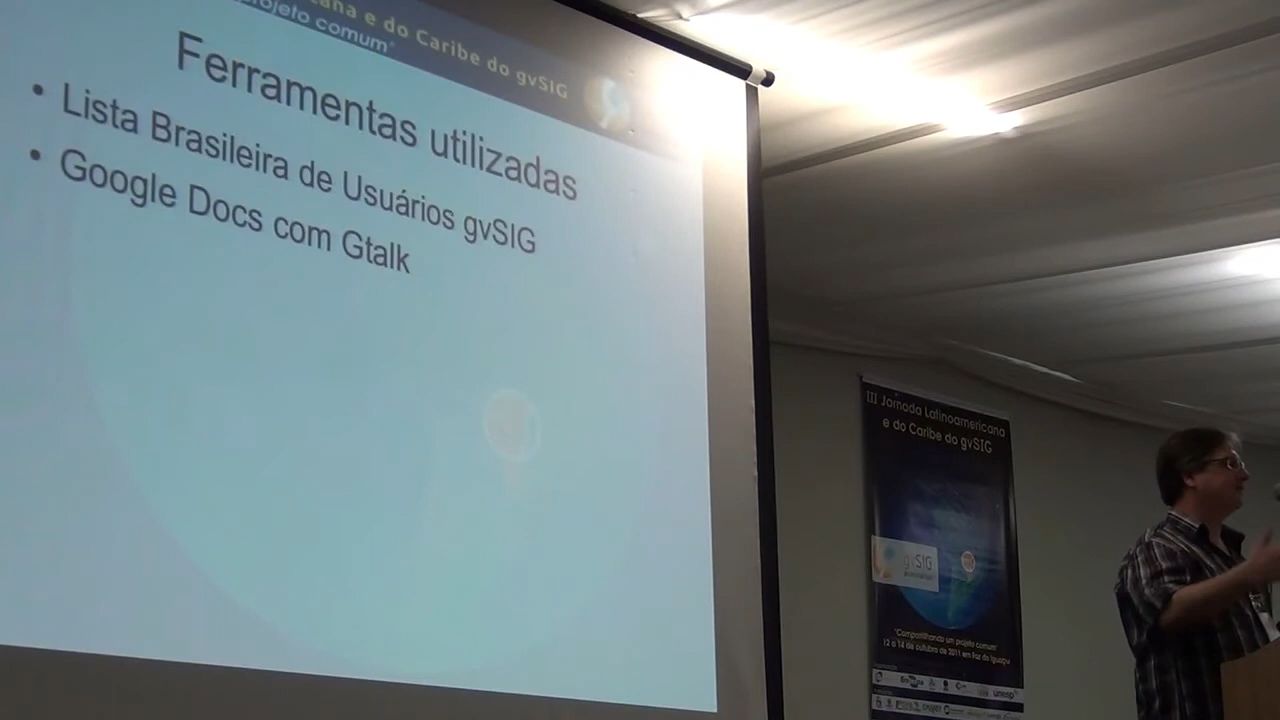 e do Caribe do gvSIG
projeto comum"
Ferramentas utilizadas
• Lista Brasileira de Usuários gvSIG
• Google Docs com Gtalk
III Jornada Latinoamericana
e do Caribe do gvSIG
gvSIG
"Compartilhando um projeto comum"
12 a 14 de outubro de 2011 em Foz do Iguaçu
unesp